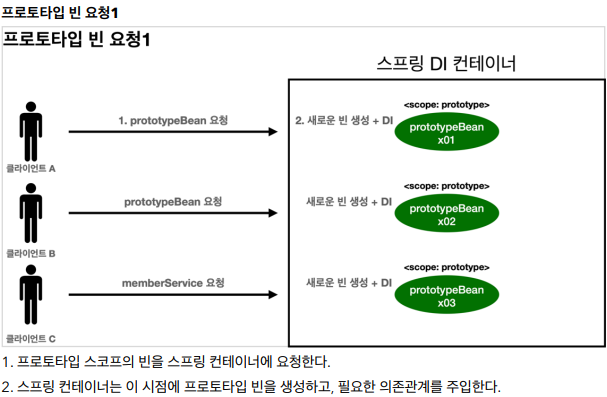 프로토타입 빈 요청1
프로토타입 빈 요청1
스프링 DI 컨테이너
<scope: prototype>
1. prototypeBean 요청
2. 새로운 빈 생성 + DI
prototypeBean
x01
클라이언트 A
<scope: prototype>
prototypeBean 요청
새로운 빈 생성 + DI
prototypeBean
x02
클라이언트 B
<scope: prototype>
memberService 요청
새로운 빈 생성 + DI
prototypeBean
x03
클라이언트 C
1. 프로토타입 스코프의 빈을 스프링 컨테이너에 요청한다.
2. 스프링 컨테이너는 이 시점에 프로토타입 빈을 생성하고, 필요한 의존관계를 주입한다.